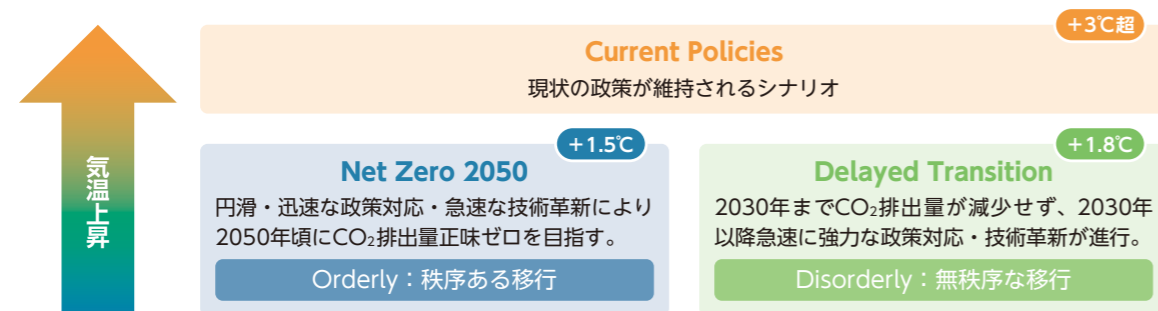 +3℃超
Current Policies
現状の政策が維持されるシナリオ
気温上昇
+1.5℃
Net Zero 2050
円滑・迅速な政策対応・急速な技術革新により
2050年頃にCO₂排出量正味ゼロを目指す。
Orderly：秩序ある移行
+1.8℃
Delayed Transition
2030年までCO₂排出量が減少せず、2030年
以降急速に強力な政策対応・技術革新が進行。
Disorderly：無秩序な移行